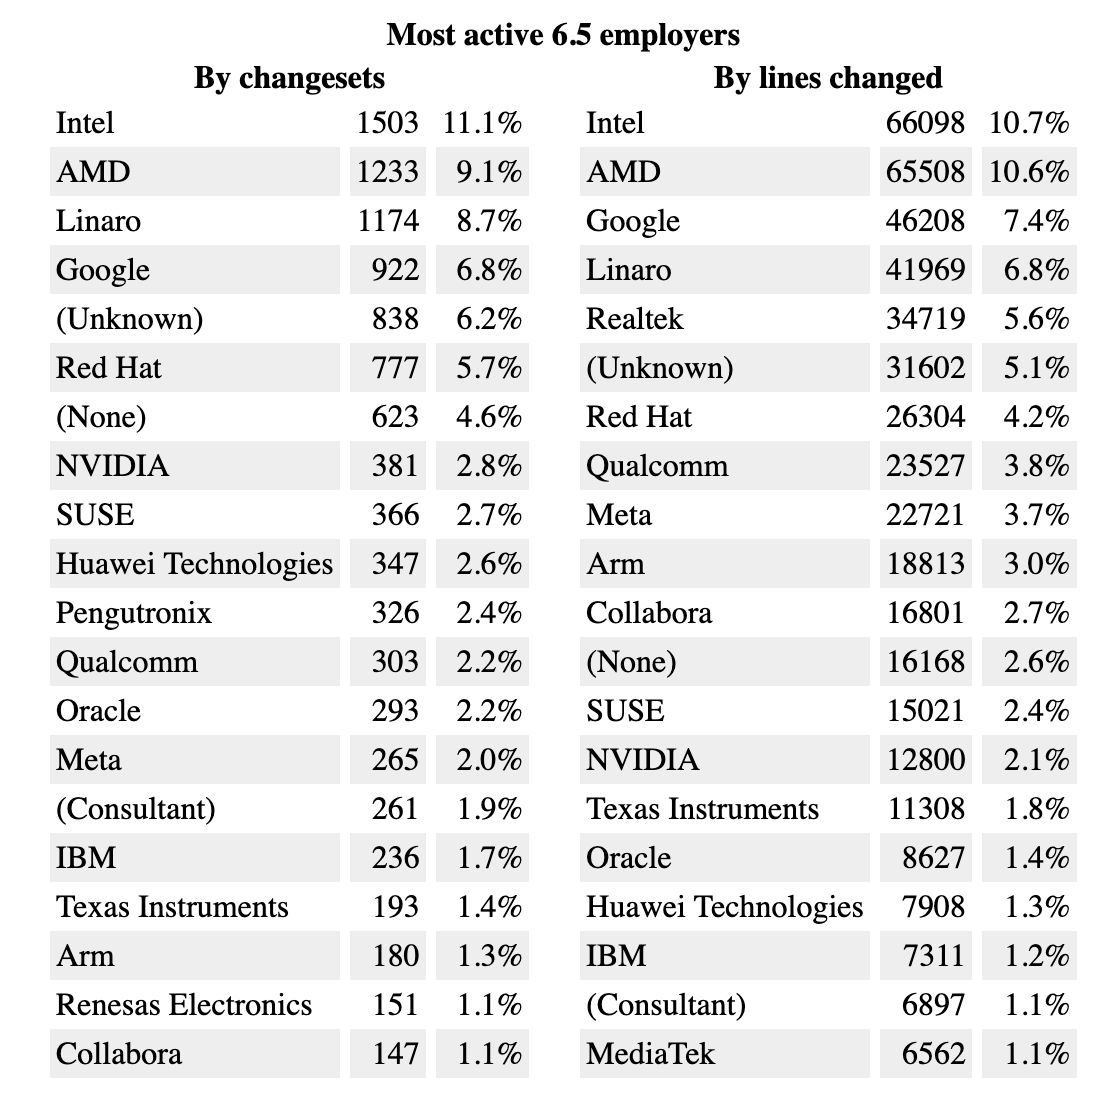 Most active 6.5 employers
By changesets By lines changed
Intel 1503 11.1% Intel 66098 10.7%
AMD 1233 9.1% AMD 65508 10.6%
Linaro 1174 8.7% Google 46208 7.4%
Google 922 6.8% Linaro 41969 6.8%
(Unknown) 838 6.2% Realtek 34719 5.6%
Red Hat 777 5.7% (Unknown) 31602 5.1%
(None) 623 4.6% Red Hat 26304 4.2%
NVIDIA 381 2.8% Qualcomm 23527 3.8%
SUSE 366 2.7% Meta 22721 3.7%
Huawei Technologies 347 2.6% Arm 18813 3.0%
Pengutronix 326 2.4% Collabora 16801 2.7%
Qualcomm 303 2.2% (None) 16168 2.6%
Oracle 293 2.2% SUSE 15021 2.4%
Meta 265 2.0% NVIDIA 12800 2.1%
(Consultant) 261 1.9% Texas Instruments 11308 1.8%
IBM 236 1.7% Oracle 8627 1.4%
Texas Instruments 193 1.4% Huawei Technologies 7908 1.3%
Arm 180 1.3% IBM 7311 1.2%
Renesas Electronics 151 1.1% (Consultant) 6897 1.1%
Collabora 147 1.1% MediaTek 6562 1.1%